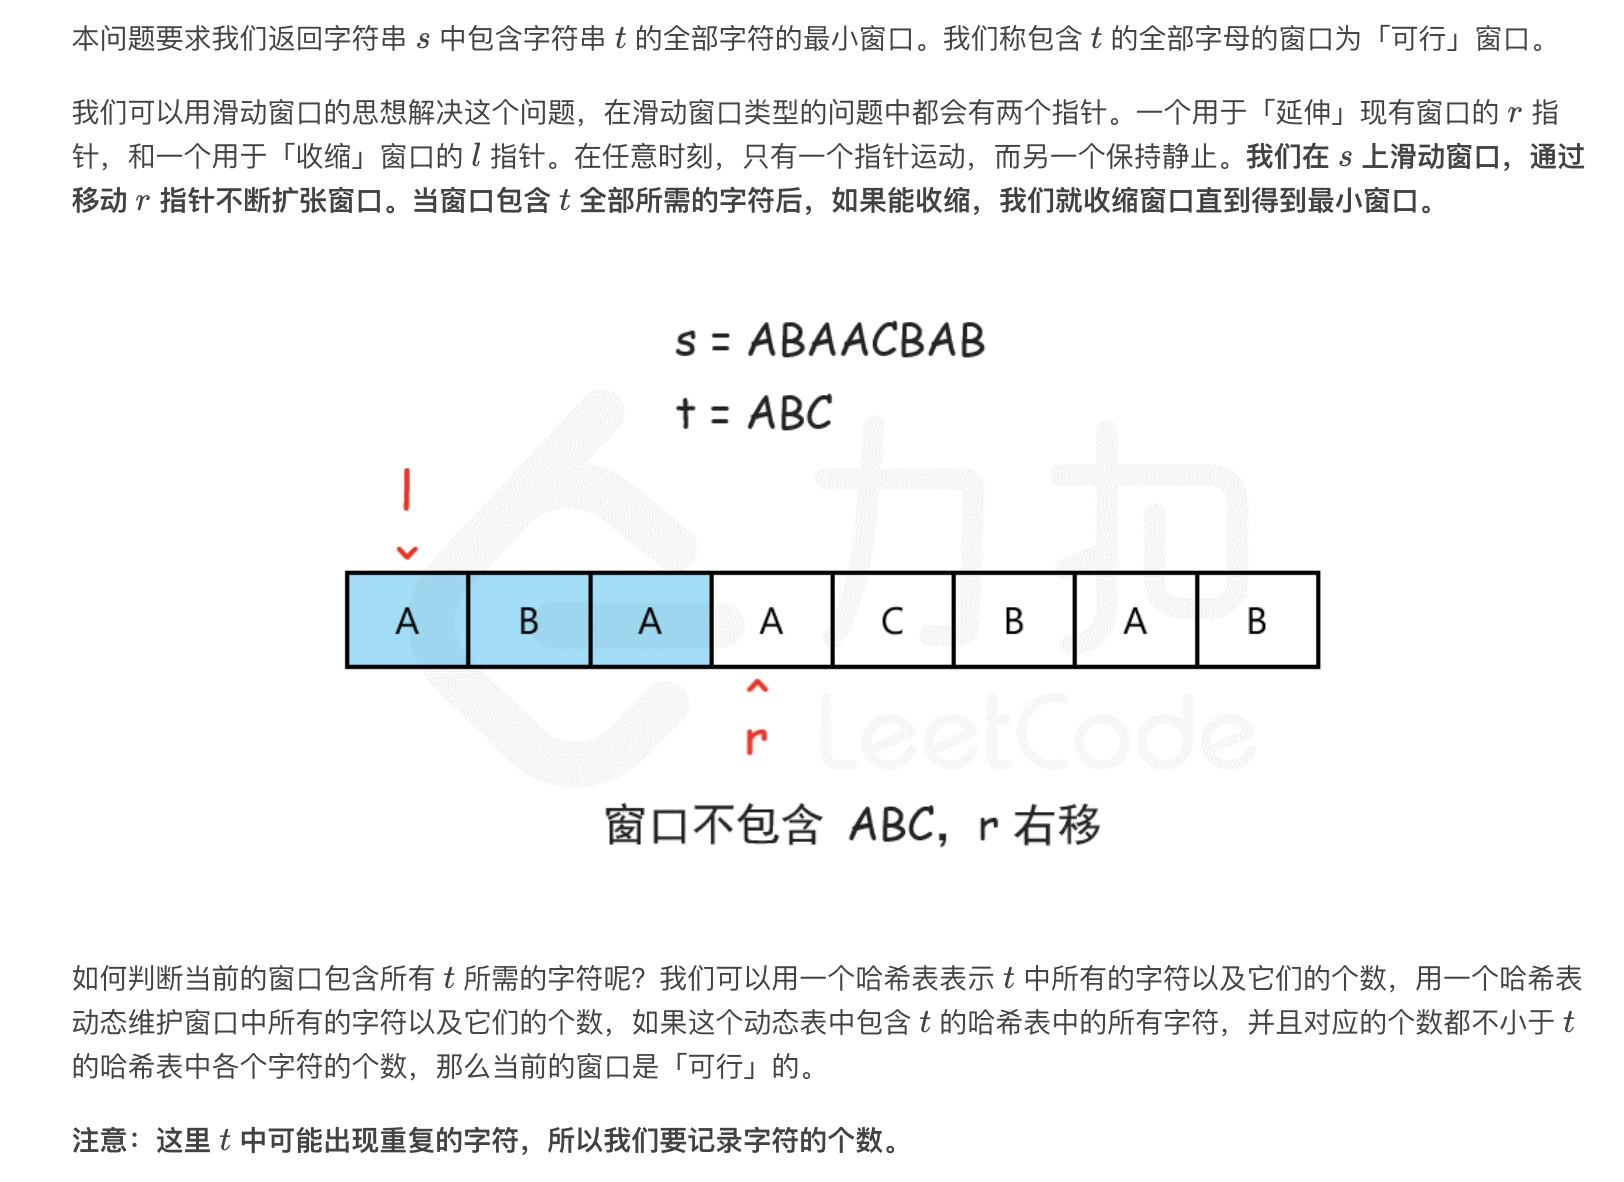 本问题要求我们返回字符串 s 中包含字符串 t 的全部字符的最小窗口。我们称包含 t 的全部字母的窗口为「可行」窗口。
我们可以用滑动窗口的思想解决这个问题，在滑动窗口类型的问题中都会有两个指针。一个用于「延伸」现有窗口的 r 指
针，和一个用于「收缩」窗口的 l 指针。在任意时刻，只有一个指针运动，而另一个保持静止。我们在 s 上滑动窗口，通过
移动 r 指针不断扩张窗口。当窗口包含 t 全部所需的字符后，如果能收缩，我们就收缩窗口直到得到最小窗口。
s = ABAACBAB
t = ABC
l
A B A A C B A B
r
力扣
LeetCode
窗口不包含 ABC，r 右移
如何判断当前的窗口包含所有 t 所需的字符呢？我们可以用一个哈希表表示 t 中所有的字符以及它们的个数，用一个哈希表
动态维护窗口中所有的字符以及它们的个数，如果这个动态表中包含 t 的哈希表中的所有字符，并且对应的个数都不小于 t
的哈希表中各个字符的个数，那么当前的窗口是「可行」的。
注意：这里 t 中可能出现重复的字符，所以我们要记录字符的个数。